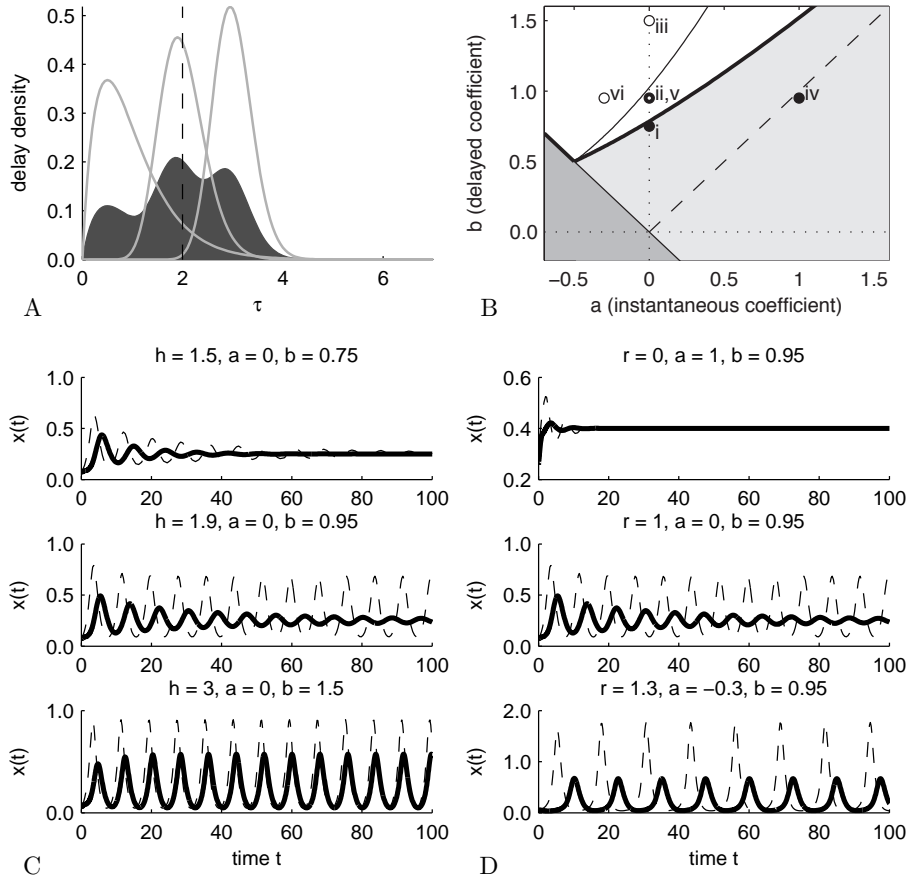 0.5
0.4
0.3
0.2
0.1
0.0
delay density
0 2 4 6
τ
A
1.5
1.0
0.5
0.0
b (delayed coefficient)
iii
vi
ii,v
iv
i
−0.5 0 0.5 1.0 1.5
a (instantaneous coefficient)
B
h = 1.5, a = 0, b = 0.75
1.0
0.5
0.0
x(t)
0 20 40 60 80 100
h = 1.9, a = 0, b = 0.95
1.0
0.5
0.0
x(t)
0 20 40 60 80 100
h = 3, a = 0, b = 1.5
1.0
0.5
0.0
x(t)
0 20 40 60 80 100
time t
C
r = 0, a = 1, b = 0.95
0.6
0.4
0.2
x(t)
0 20 40 60 80 100
r = 1, a = 0, b = 0.95
1.0
0.5
0.0
x(t)
0 20 40 60 80 100
r = 1.3, a = −0.3, b = 0.95
2.0
1.0
0.0
x(t)
0 20 40 60 80 100
time t
D